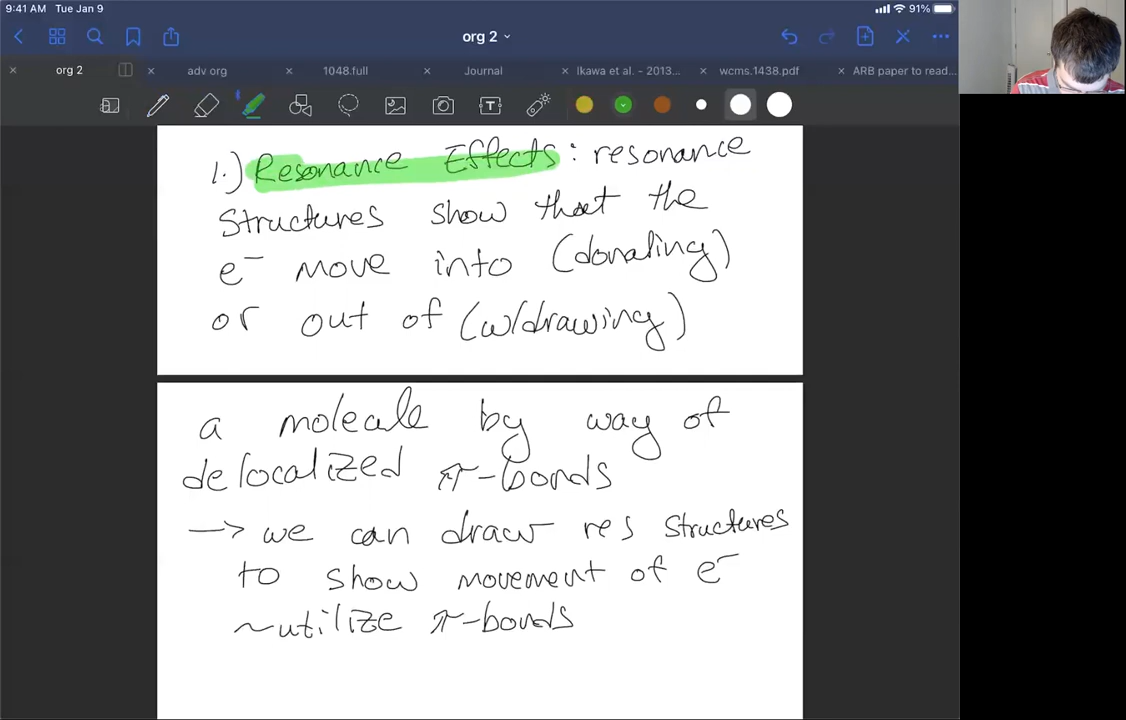 9:41 AM Tue Jan 9
91%
org 2
org 2
adv org
1048.full
Journal
Ikawa et al. - 2013...
wcms.1438.pdf
ARB paper to read...
1.) Resonance Effects : resonance
structures show that the
e⁻ move into (donating)
or out of (w/drawing)
a molecule by way of
delocalized π-bonds
→ we can draw res structures
to show movement of e⁻
~utilize π-bonds